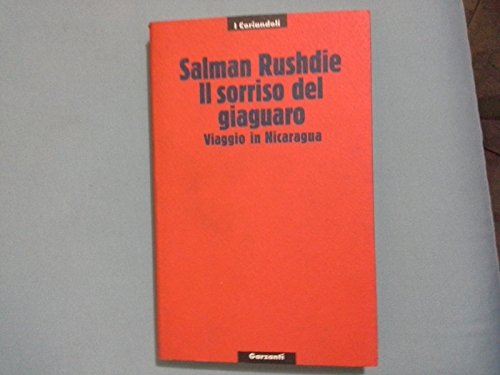 I Coriandoli
Salman Rushdie
Il sorriso del
giaguaro
Viaggio in Nicaragua
Garzanti